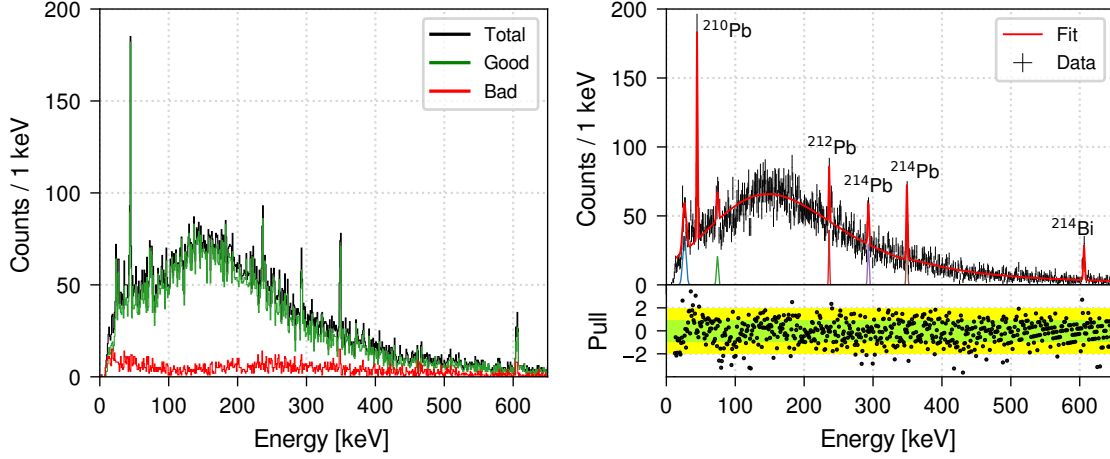 200
150
100
50
0
Counts / 1 keV
Total
Good
Bad
0 100 200 300 400 500 600
Energy [keV]
200
150
100
50
0
Counts / 1 keV
²¹⁰Pb
²¹²Pb
²¹⁴Pb
²¹⁴Pb
²¹⁴Bi
Fit
Data
2
0
−2
Pull
0 100 200 300 400 500 600
Energy [keV]